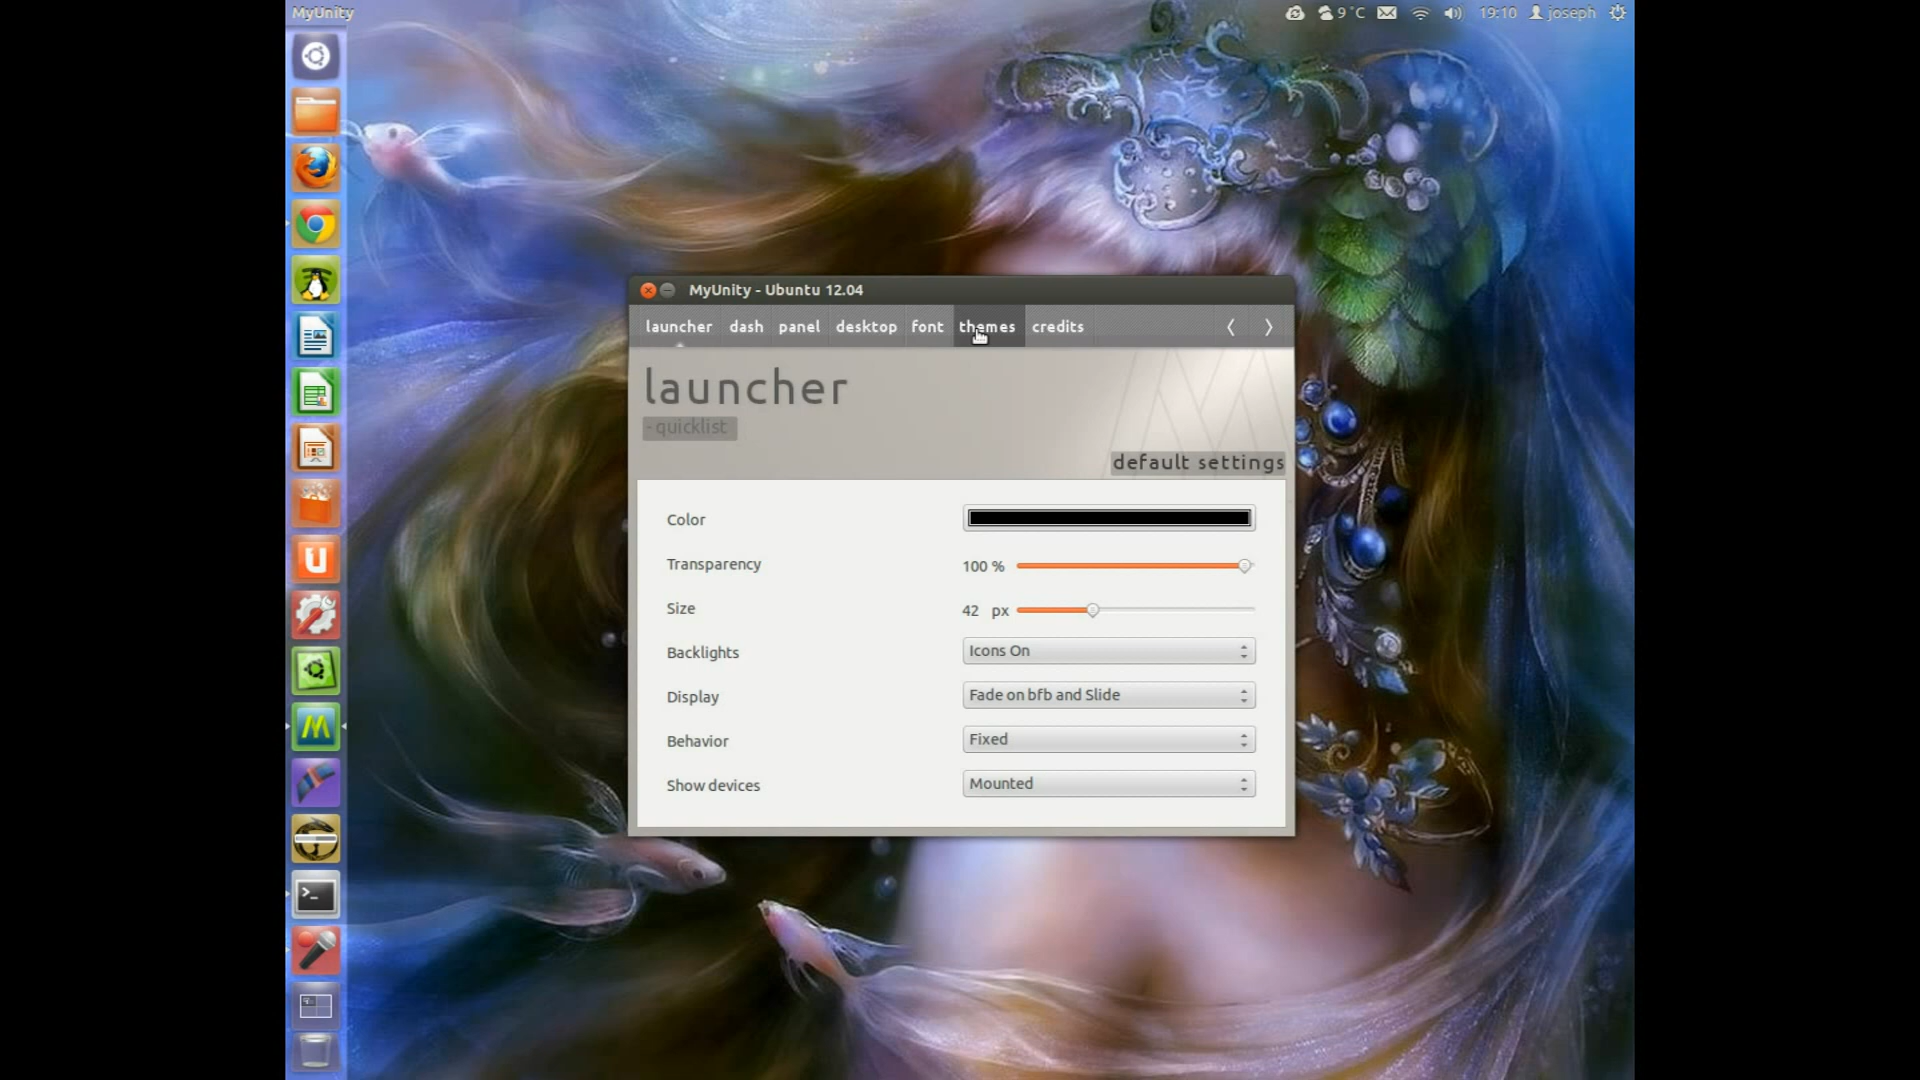 MyUnity
9 °C
19:10
joseph
MyUnity - Ubuntu 12.04
launcher dash panel desktop font themes credits
launcher
- quicklist
default settings
Color
Transparency 100 %
Size 42 px
Backlights Icons On
Display Fade on bfb and Slide
Behavior Fixed
Show devices Mounted